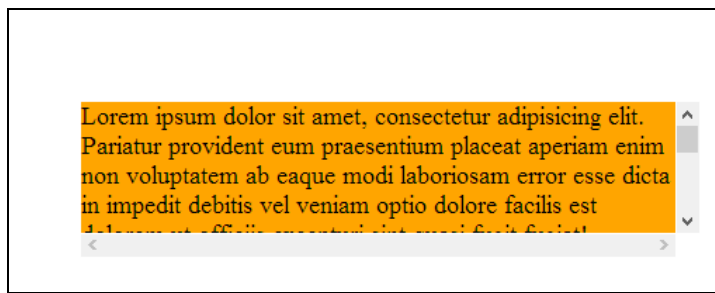 Lorem ipsum dolor sit amet, consectetur adipisicing elit.
Pariatur provident eum praesentium placeat aperiam enim
non voluptatem ab eaque modi laboriosam error esse dicta
in impedit debitis vel veniam optio dolore facilis est